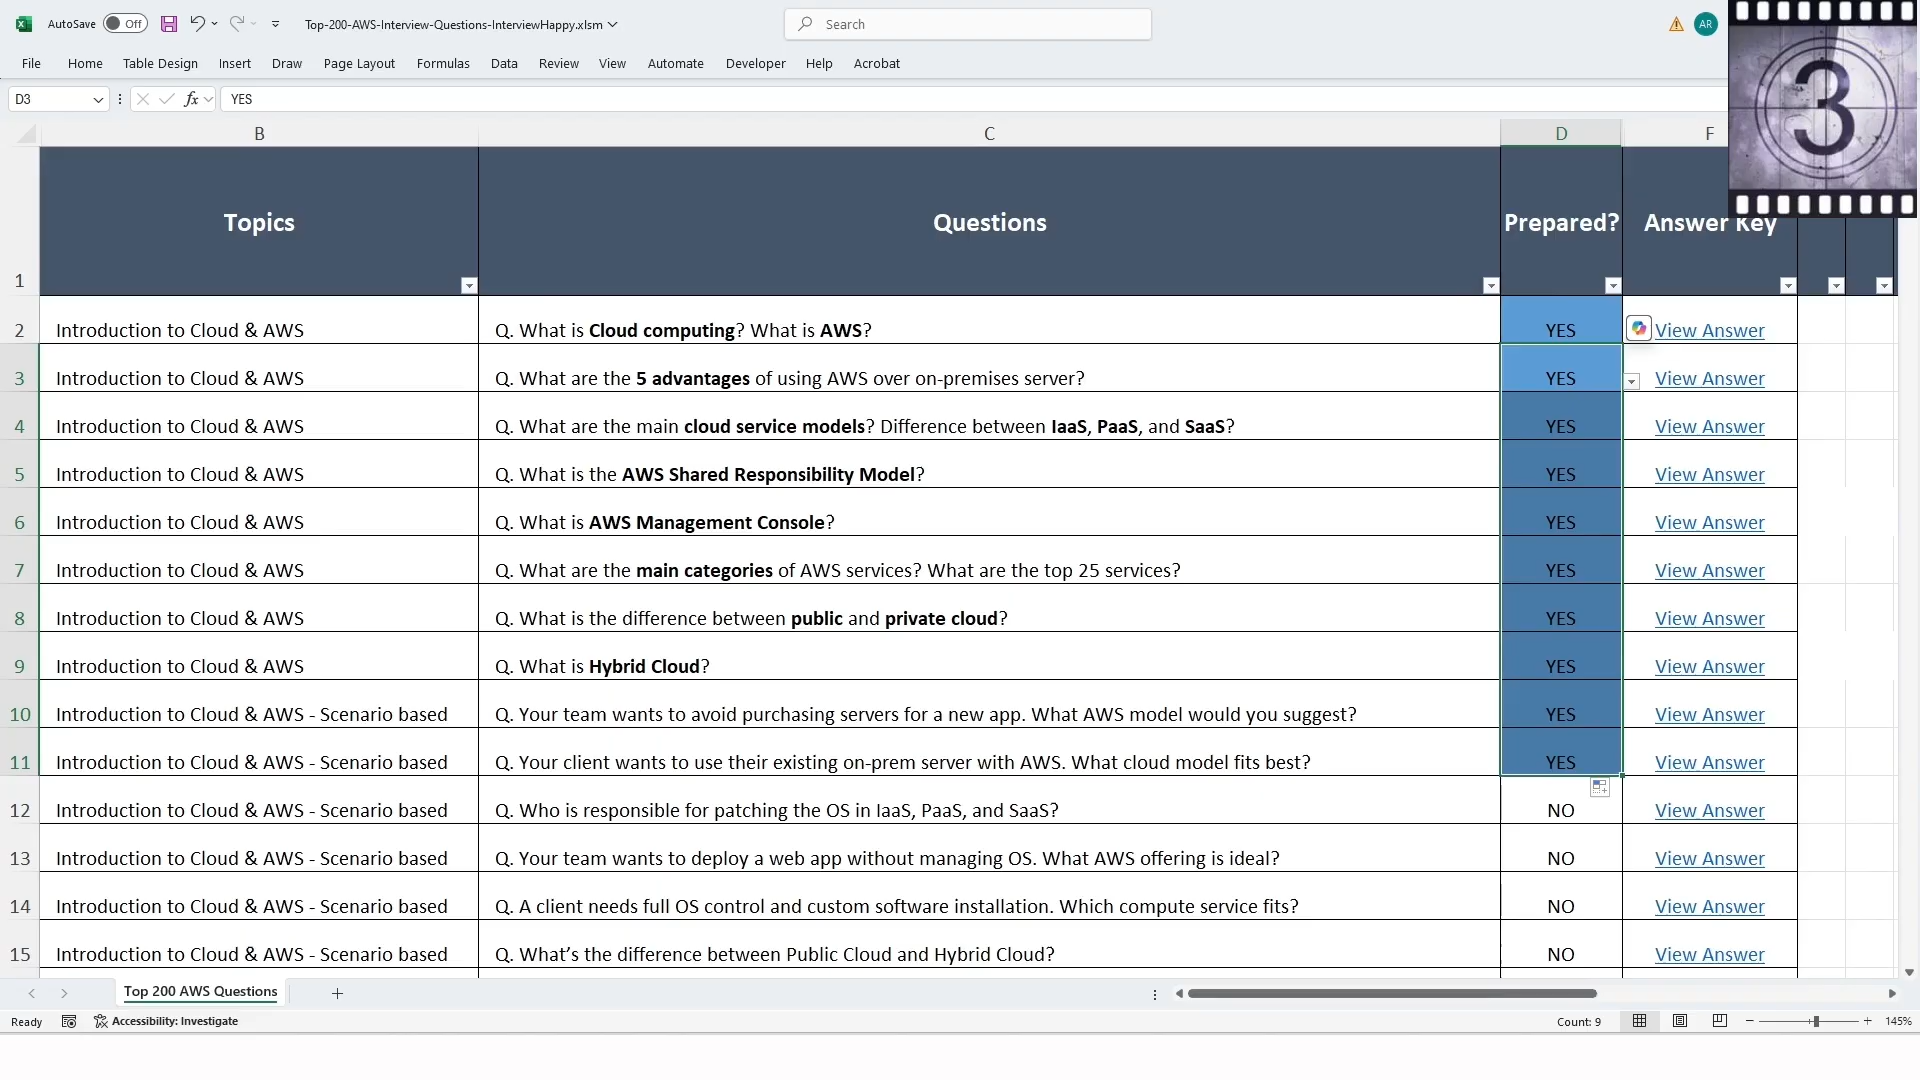 AutoSave Off Top-200-AWS-Interview-Questions-InterviewHappy.xlsm Search AR
File Home Table Design Insert Draw Page Layout Formulas Data Review View Automate Developer Help Acrobat
D3 fx YES
3
B C D F
1 Topics Questions Prepared? Answer Key
2 Introduction to Cloud & AWS Q. What is Cloud computing? What is AWS? YES View Answer
3 Introduction to Cloud & AWS Q. What are the 5 advantages of using AWS over on-premises server? YES View Answer
4 Introduction to Cloud & AWS Q. What are the main cloud service models? Difference between IaaS, PaaS, and SaaS? YES View Answer
5 Introduction to Cloud & AWS Q. What is the AWS Shared Responsibility Model? YES View Answer
6 Introduction to Cloud & AWS Q. What is AWS Management Console? YES View Answer
7 Introduction to Cloud & AWS Q. What are the main categories of AWS services? What are the top 25 services? YES View Answer
8 Introduction to Cloud & AWS Q. What is the difference between public and private cloud? YES View Answer
9 Introduction to Cloud & AWS Q. What is Hybrid Cloud? YES View Answer
10 Introduction to Cloud & AWS - Scenario based Q. Your team wants to avoid purchasing servers for a new app. What AWS model would you suggest? YES View Answer
11 Introduction to Cloud & AWS - Scenario based Q. Your client wants to use their existing on-prem server with AWS. What cloud model fits best? YES View Answer
12 Introduction to Cloud & AWS - Scenario based Q. Who is responsible for patching the OS in IaaS, PaaS, and SaaS? NO View Answer
13 Introduction to Cloud & AWS - Scenario based Q. Your team wants to deploy a web app without managing OS. What AWS offering is ideal? NO View Answer
14 Introduction to Cloud & AWS - Scenario based Q. A client needs full OS control and custom software installation. Which compute service fits? NO View Answer
15 Introduction to Cloud & AWS - Scenario based Q. What’s the difference between Public Cloud and Hybrid Cloud? NO View Answer
Top 200 AWS Questions
Ready Accessibility: Investigate Count: 9 145%